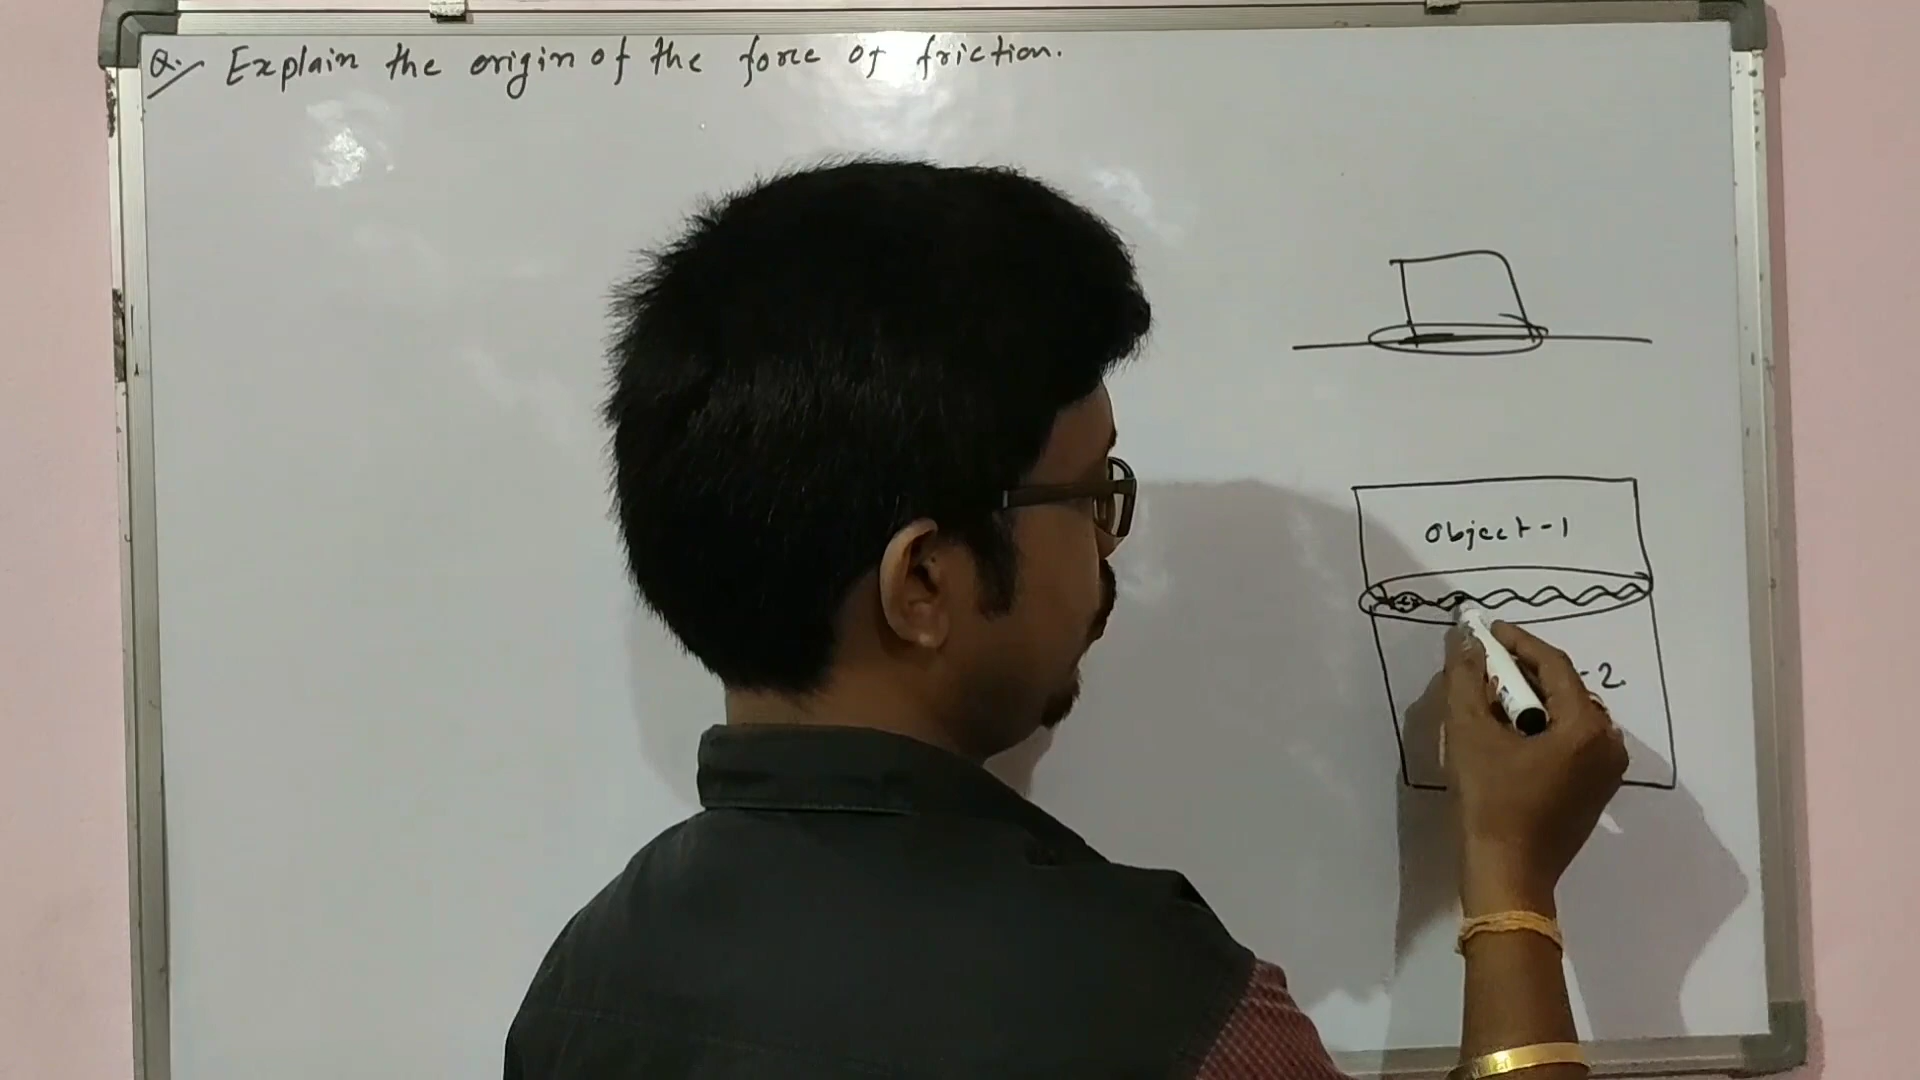 Q. Explain the origin of the force of friction.
Object-1
-2.